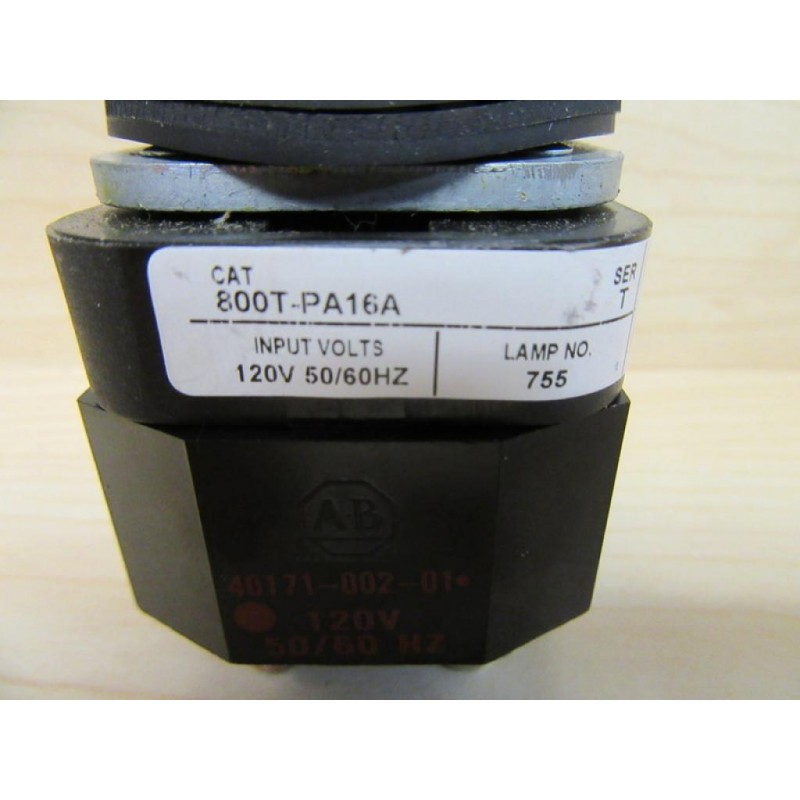 CAT SER
800T-PA16A T
INPUT VOLTS LAMP NO.
120V 50/60HZ 755
A-B
40171-002-01
120V
50/60 HZ